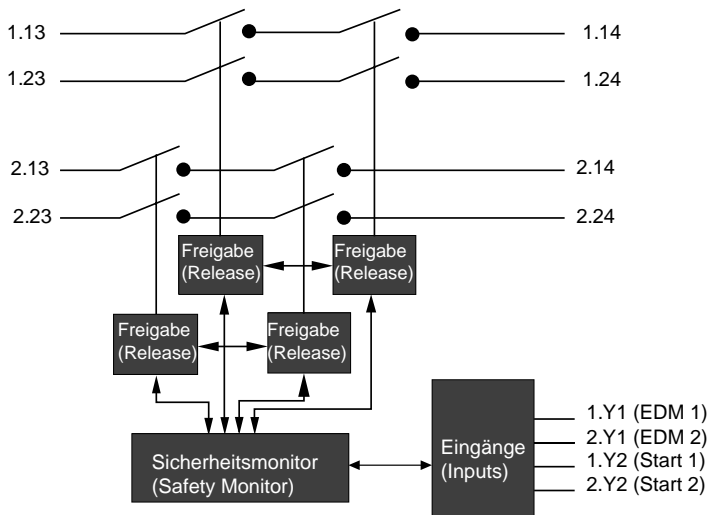 1.13
1.14
1.23
1.24
2.13
2.14
2.23
2.24
Freigabe
(Release)
Freigabe
(Release)
Freigabe
(Release)
Freigabe
(Release)
Sicherheitsmonitor
(Safety Monitor)
Eingänge
(Inputs)
1.Y1 (EDM 1)
2.Y1 (EDM 2)
1.Y2 (Start 1)
2.Y2 (Start 2)